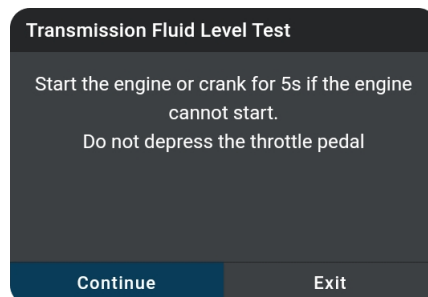 Transmission Fluid Level Test
Start the engine or crank for 5s if the engine
cannot start.
Do not depress the throttle pedal
Continue
Exit